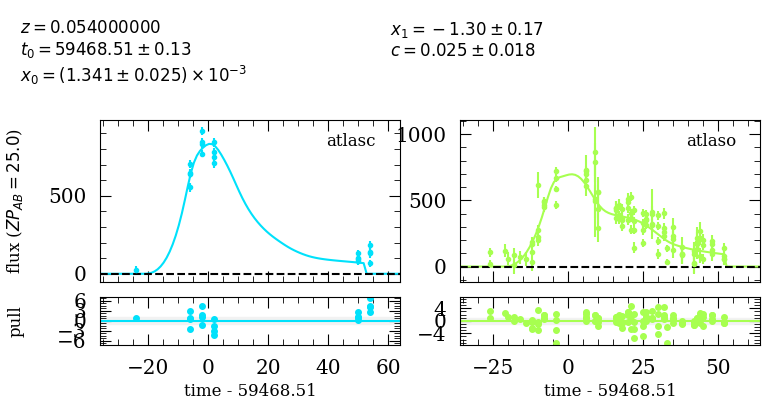 z = 0.054000000
t₀ = 59468.51 ± 0.13
x₀ = (1.341 ± 0.025) × 10⁻³
x₁ = −1.30 ± 0.17
c = 0.025 ± 0.018
flux (ZP_AB = 25.0)
500
0
atlasc
1000
500
0
atlaso
pull
6
3
0
−3
−6
−20 0 20 40 60
time - 59468.51
4
0
−4
−25 0 25 50
time - 59468.51